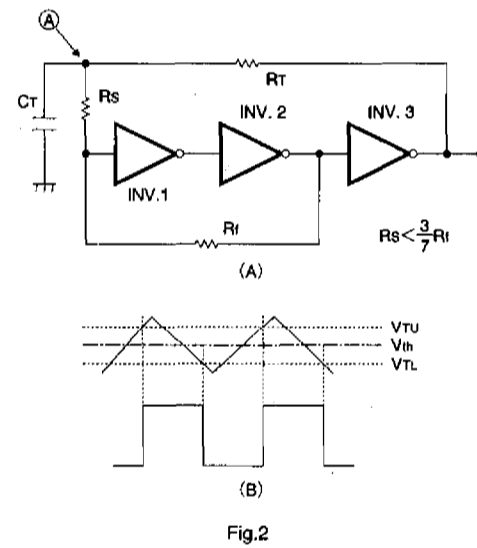 A
CT
RS
RT
INV. 2
INV. 3
INV.1
RS<3/7Rf
Rf
(A)
VTU
Vth
VTL
(B)
Fig.2